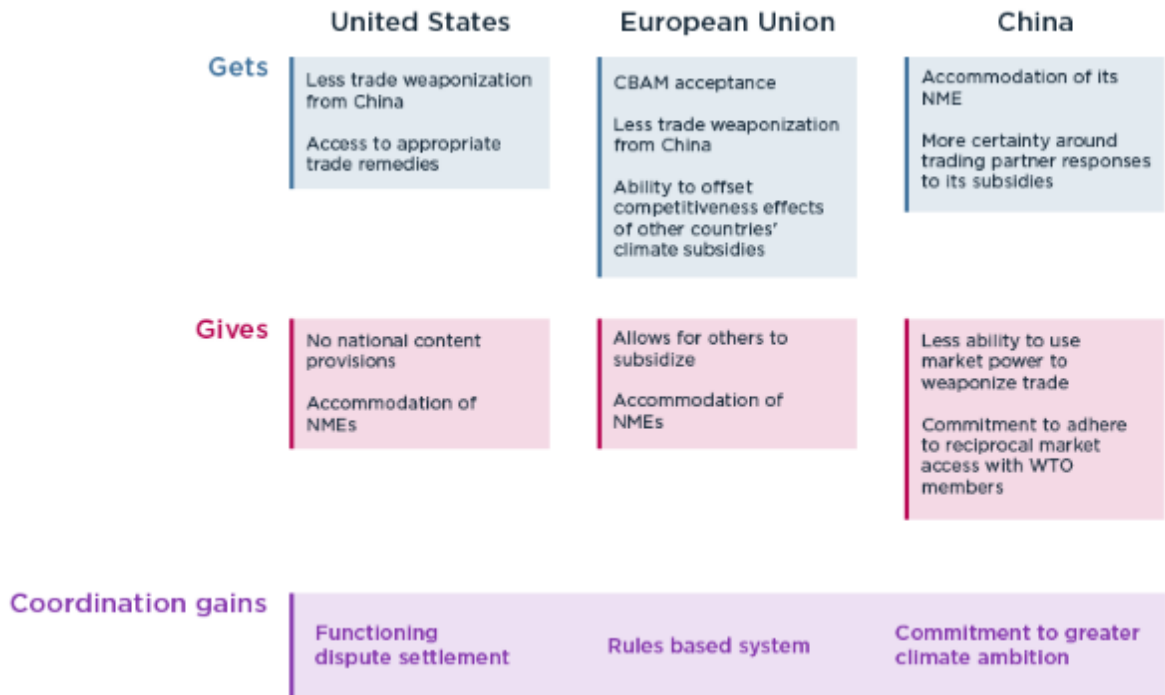 United States
European Union
China
Gets
Less trade weaponization
from China
Access to appropriate
trade remedies
CBAM acceptance
Less trade weaponization
from China
Ability to offset
competitiveness effects
of other countries'
climate subsidies
Accommodation of its
NME
More certainty around
trading partner responses
to its subsidies
Gives
No national content
provisions
Accommodation of
NMEs
Allows for others to
subsidize
Accommodation of
NMEs
Less ability to use
market power to
weaponize trade
Commitment to adhere
to reciprocal market
access with WTO
members
Coordination gains
Functioning
dispute settlement
Rules based system
Commitment to greater
climate ambition